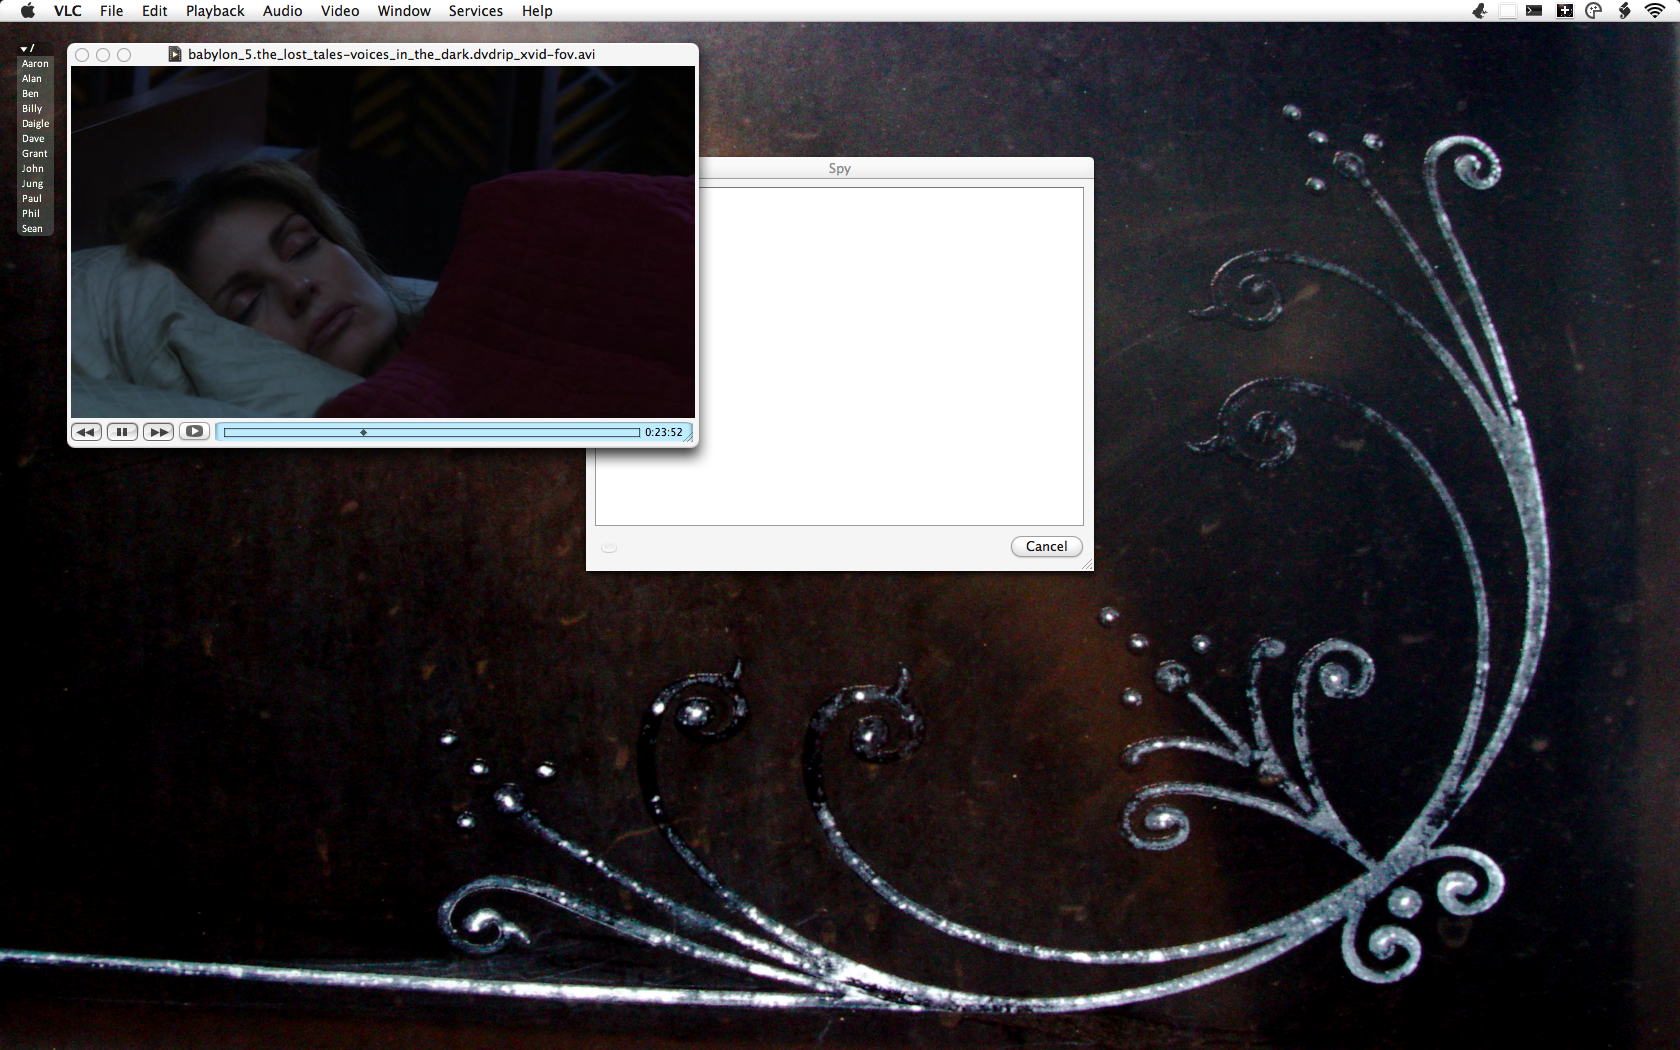 VLC File Edit Playback Audio Video Window Services Help
/
Aaron
Alan
Ben
Billy
Daigle
Dave
Grant
John
Jung
Paul
Phil
Sean
babylon_5.the_lost_tales-voices_in_the_dark.dvdrip_xvid-fov.avi
0:23:52
Spy
Cancel